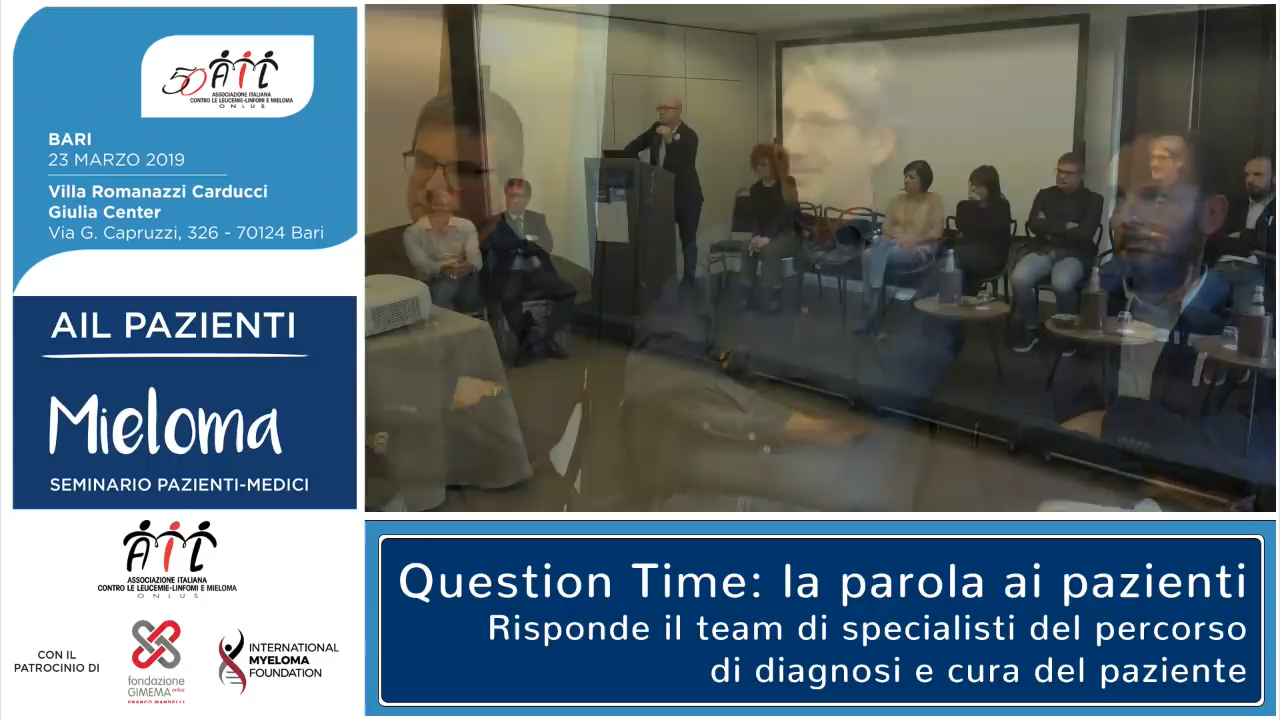 50 AIL
ASSOCIAZIONE ITALIANA
CONTRO LE LEUCEMIE-LINFOMI E MIELOMA
ONLUS
BARI
23 MARZO 2019
Villa Romanazzi Carducci
Giulia Center
Via G. Capruzzi, 326 - 70124 Bari
AIL PAZIENTI
Mieloma
SEMINARIO PAZIENTI-MEDICI
AIL
ASSOCIAZIONE ITALIANA
CONTRO LE LEUCEMIE-LINFOMI E MIELOMA
ONLUS
CON IL
PATROCINIO DI
fondazione
GIMEMA onlus
FRANCO MANDELLI
INTERNATIONAL
MYELOMA
FOUNDATION
Question Time: la parola ai pazienti
Risponde il team di specialisti del percorso
di diagnosi e cura del paziente